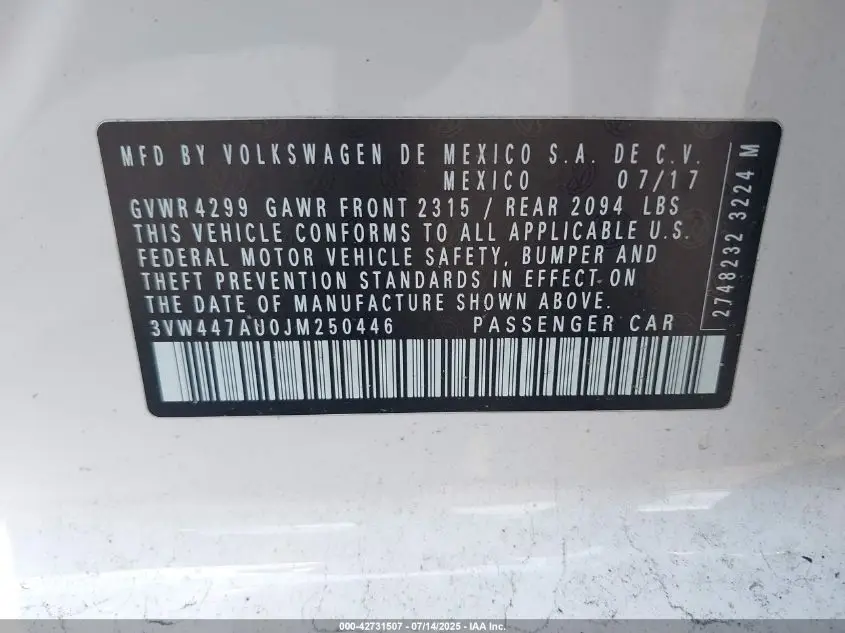 MFD BY VOLKSWAGEN DE MEXICO S.A. DE C.V.
MEXICO 07/17
GVWR 4299 GAWR FRONT 2315 / REAR 2094 LBS
THIS VEHICLE CONFORMS TO ALL APPLICABLE U.S.
FEDERAL MOTOR VEHICLE SAFETY, BUMPER AND
THEFT PREVENTION STANDARDS IN EFFECT ON
THE DATE OF MANUFACTURE SHOWN ABOVE.
3VW447AU0JM250446 PASSENGER CAR
2748232 3224 M
000-42731507 - 07/14/2025 - IAA Inc.